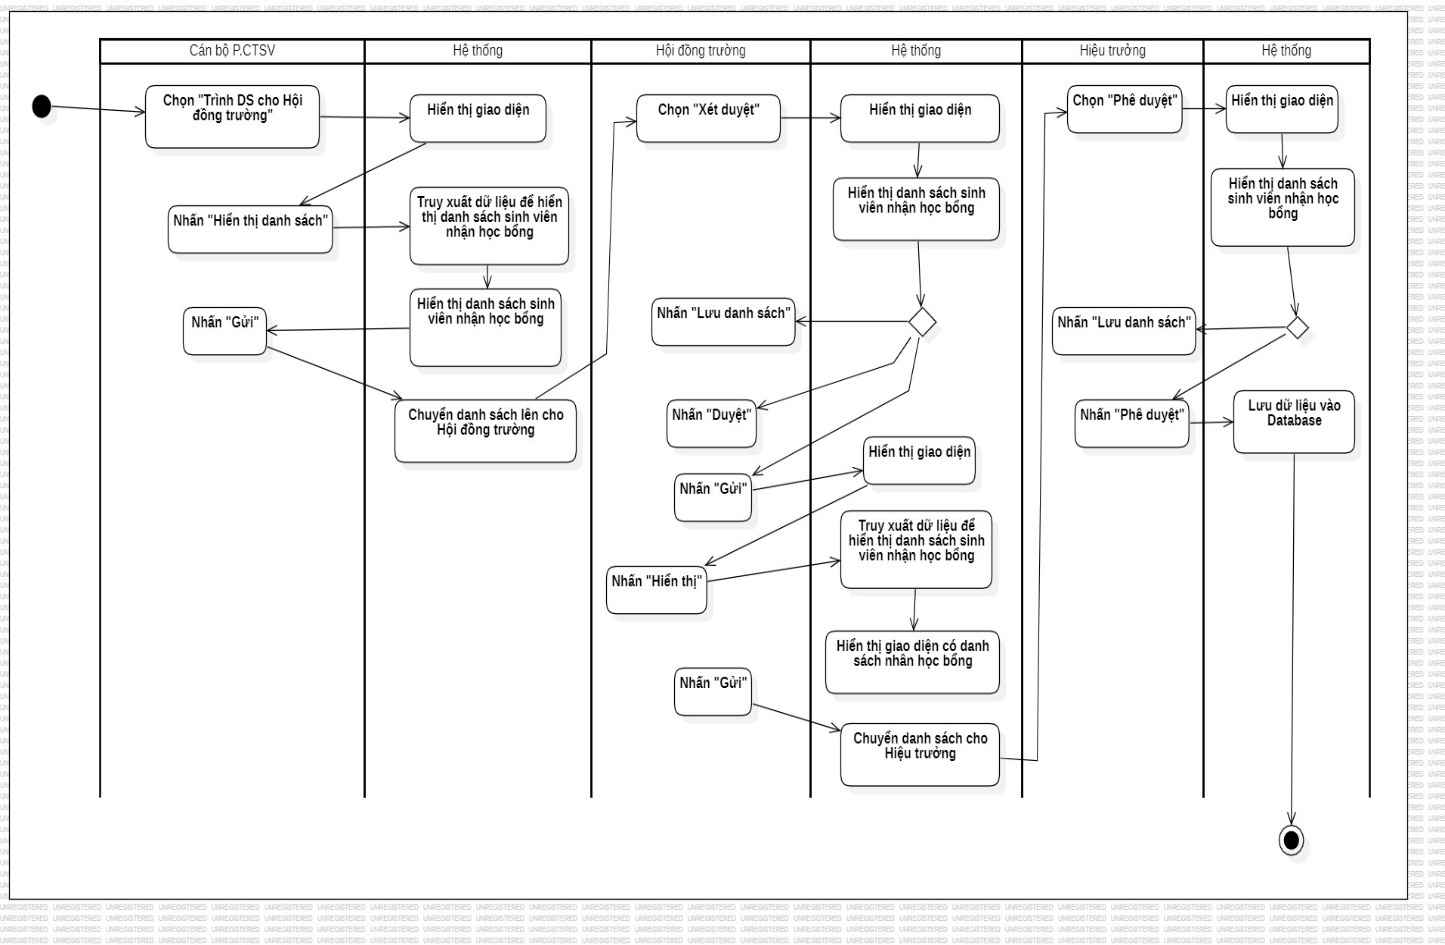 Cán bộ P.CTSV
Hệ thống
Hội đồng trường
Hệ thống
Hiệu trưởng
Hệ thống
Chọn "Trình DS cho Hội
đồng trường"
Hiển thị giao diện
Nhấn "Hiển thị danh sách"
Truy xuất dữ liệu để hiển
thị danh sách sinh viên
nhận học bổng
Hiển thị danh sách sinh
viên nhận học bổng
Nhấn "Gửi"
Chuyển danh sách lên cho
Hội đồng trường
Chọn "Xét duyệt"
Hiển thị giao diện
Hiển thị danh sách sinh
viên nhận học bổng
Nhấn "Lưu danh sách"
Nhấn "Duyệt"
Nhấn "Gửi"
Hiển thị giao diện
Nhấn "Hiển thị"
Truy xuất dữ liệu để
hiển thị danh sách sinh
viên nhận học bổng
Hiển thị giao diện có danh
sách nhân học bổng
Nhấn "Gửi"
Chuyển danh sách cho
Hiệu trưởng
Chọn "Phê duyệt"
Hiển thị giao diện
Hiển thị danh sách
sinh viên nhận học
bổng
Nhấn "Lưu danh sách"
Nhấn "Phê duyệt"
Lưu dữ liệu vào
Database
UNREGISTERED